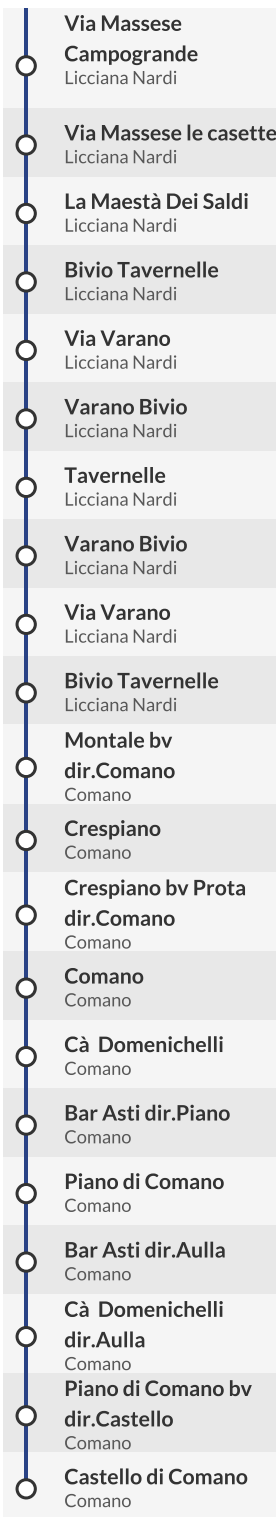 Via Massese
Campogrande
Licciana Nardi
Via Massese le casette
Licciana Nardi
La Maestà Dei Saldi
Licciana Nardi
Bivio Tavernelle
Licciana Nardi
Via Varano
Licciana Nardi
Varano Bivio
Licciana Nardi
Tavernelle
Licciana Nardi
Varano Bivio
Licciana Nardi
Via Varano
Licciana Nardi
Bivio Tavernelle
Licciana Nardi
Montale bv
dir.Comano
Comano
Crespiano
Comano
Crespiano bv Prota
dir.Comano
Comano
Comano
Comano
Cà  Domenichelli
Comano
Bar Asti dir.Piano
Comano
Piano di Comano
Comano
Bar Asti dir.Aulla
Comano
Cà  Domenichelli
dir.Aulla
Comano
Piano di Comano bv
dir.Castello
Comano
Castello di Comano
Comano